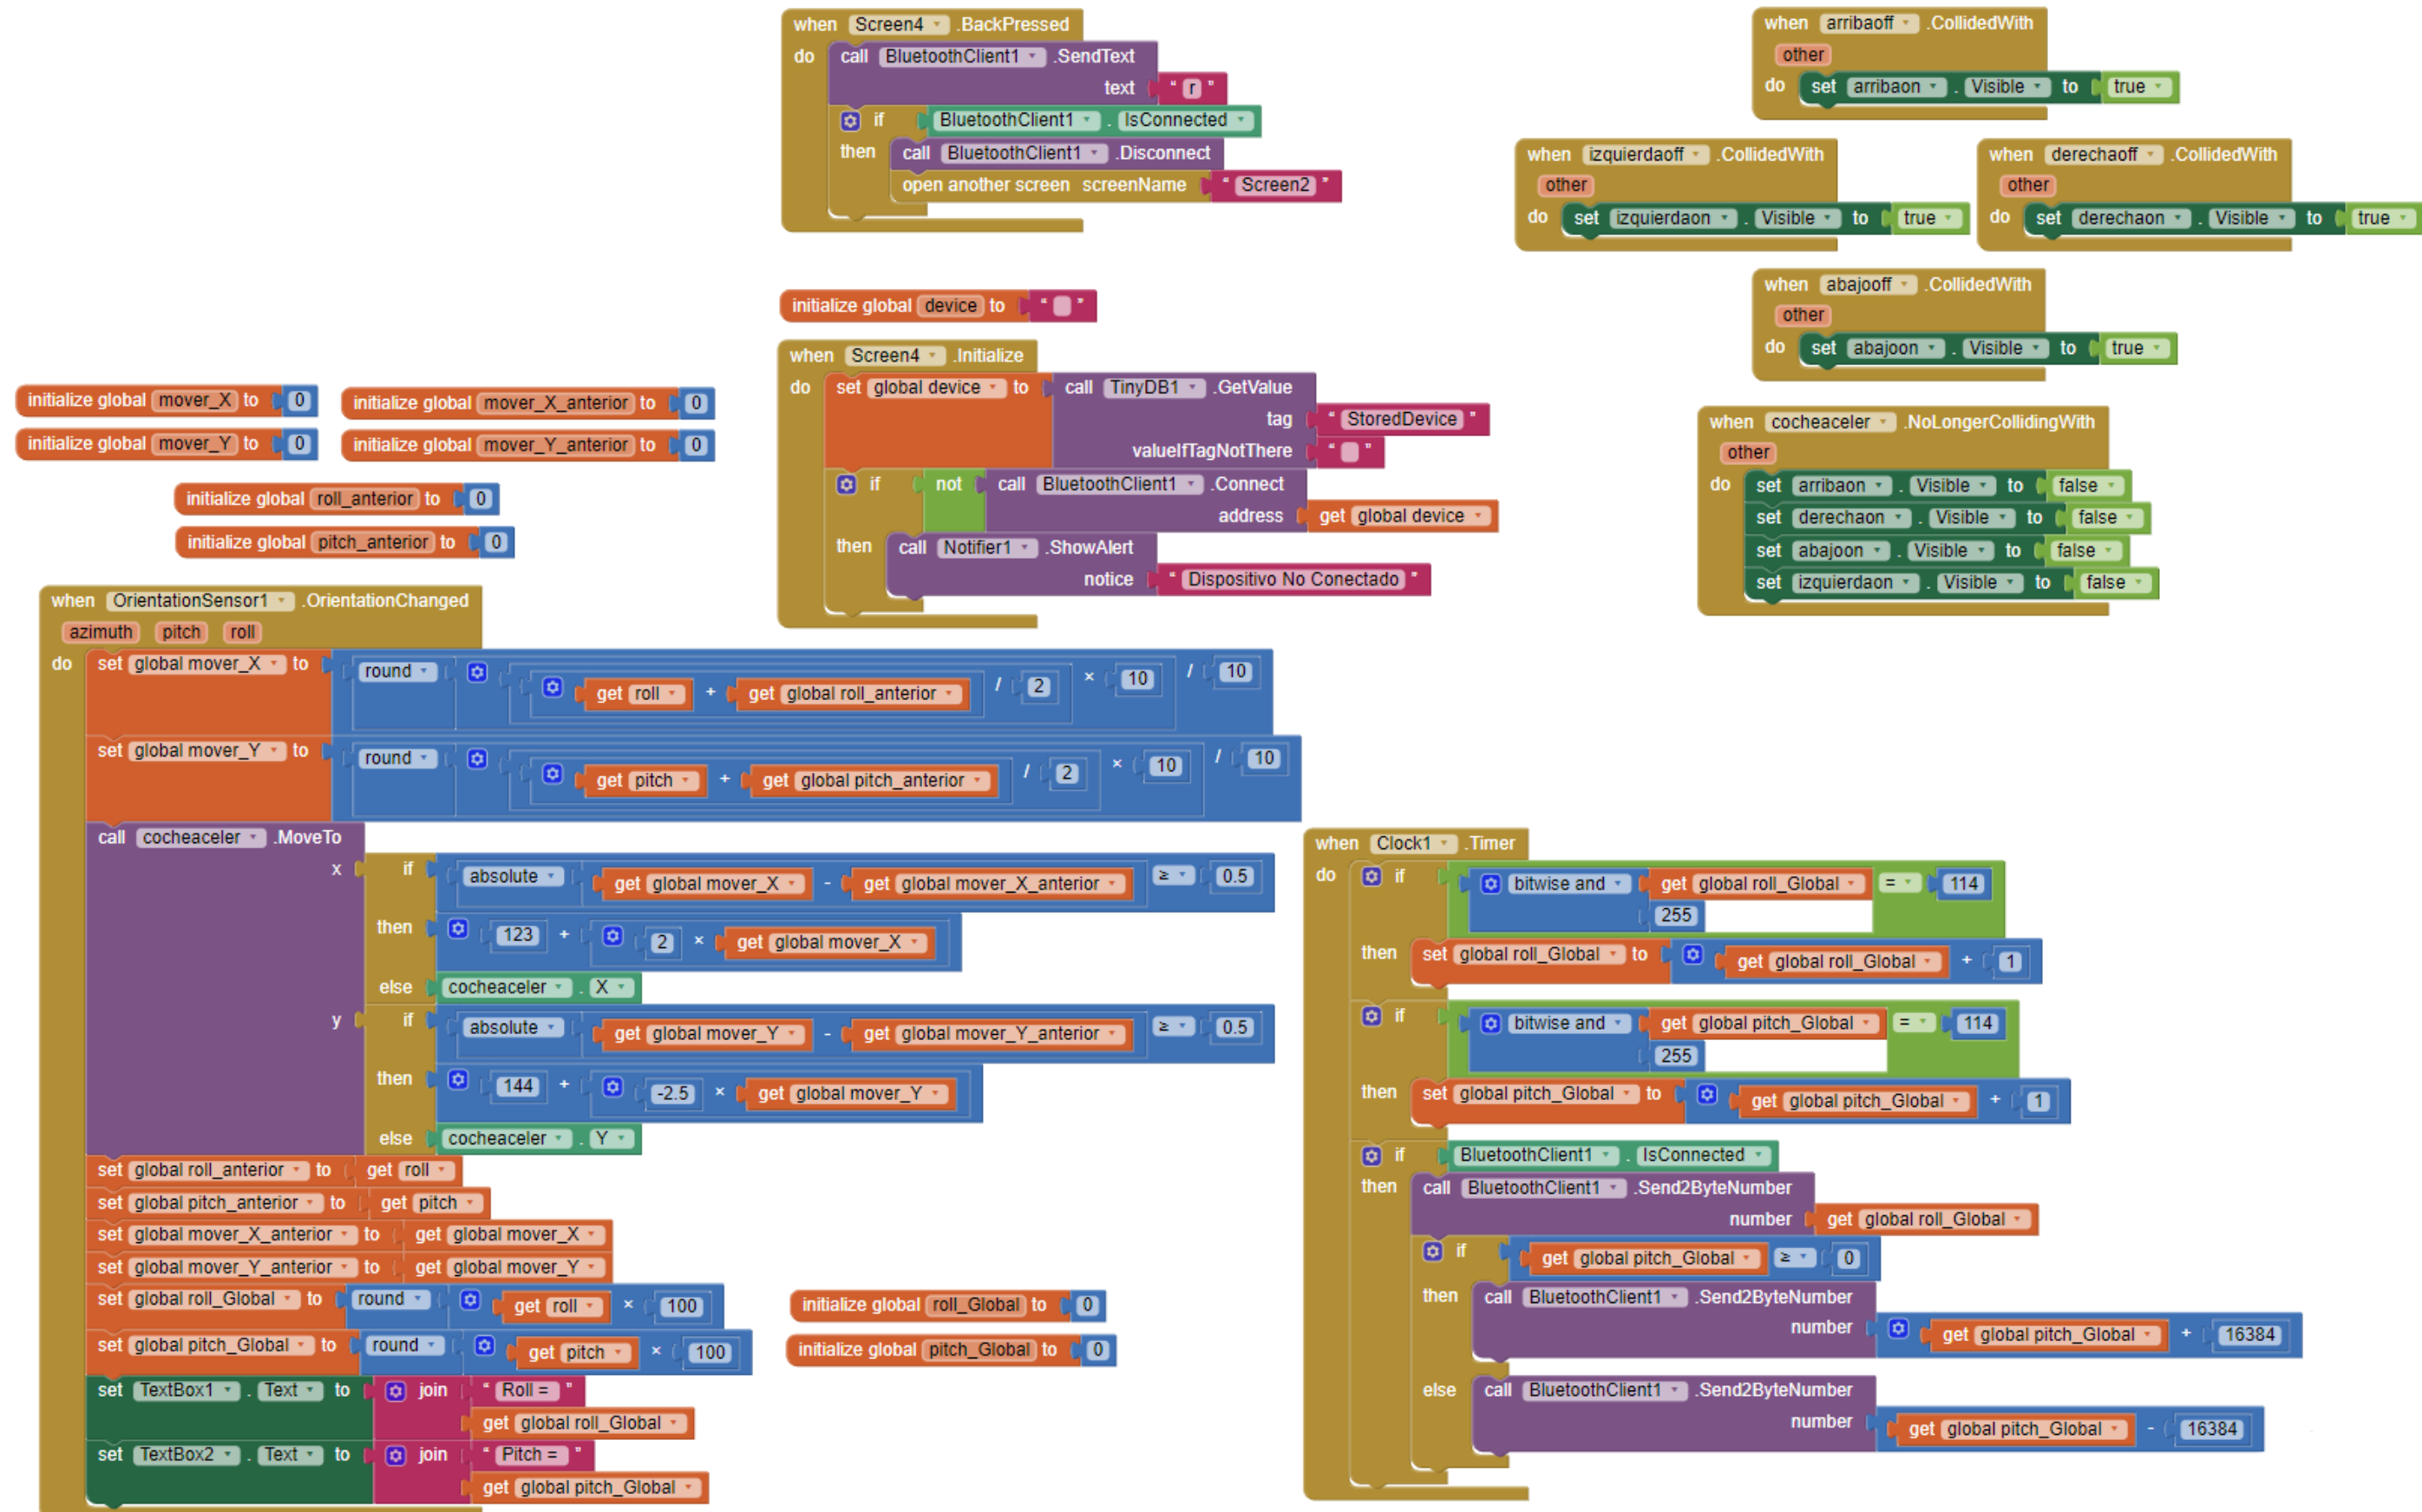 when Screen4 .BackPressed
do call BluetoothClient1 .SendText
text " r "
if BluetoothClient1 . IsConnected
then call BluetoothClient1 .Disconnect
open another screen screenName " Screen2 "
when arribaoff .CollidedWith
other
do set arribaon . Visible to true
when izquierdaoff .CollidedWith
other
do set izquierdaon . Visible to true
when derechaoff .CollidedWith
other
do set derechaon . Visible to true
when abajooff .CollidedWith
other
do set abajoon . Visible to true
when cocheaceler .NoLongerCollidingWith
other
do set arribaon . Visible to false
set derechaon . Visible to false
set abajoon . Visible to false
set izquierdaon . Visible to false
initialize global device to " "
when Screen4 .Initialize
do set global device to call TinyDB1 .GetValue
tag " StoredDevice "
valueIfTagNotThere " "
if not call BluetoothClient1 .Connect
address get global device
then call Notifier1 .ShowAlert
notice " Dispositivo No Conectado "
initialize global mover_X to 0
initialize global mover_X_anterior to 0
initialize global mover_Y to 0
initialize global mover_Y_anterior to 0
initialize global roll_anterior to 0
initialize global pitch_anterior to 0
when OrientationSensor1 .OrientationChanged
azimuth pitch roll
do set global mover_X to round get roll + get global roll_anterior / 2 × 10 / 10
set global mover_Y to round get pitch + get global pitch_anterior / 2 × 10 / 10
call cocheaceler .MoveTo
x if absolute get global mover_X - get global mover_X_anterior ≥ 0.5
then 123 + 2 × get global mover_X
else cocheaceler . X
y if absolute get global mover_Y - get global mover_Y_anterior ≥ 0.5
then 144 + -2.5 × get global mover_Y
else cocheaceler . Y
set global roll_anterior to get roll
set global pitch_anterior to get pitch
set global mover_X_anterior to get global mover_X
set global mover_Y_anterior to get global mover_Y
set global roll_Global to round get roll × 100
set global pitch_Global to round get pitch × 100
set TextBox1 . Text to join " Roll = "
get global roll_Global
set TextBox2 . Text to join " Pitch = "
get global pitch_Global
initialize global roll_Global to 0
initialize global pitch_Global to 0
when Clock1 .Timer
do if bitwise and get global roll_Global = 114
255
then set global roll_Global to get global roll_Global + 1
if bitwise and get global pitch_Global = 114
255
then set global pitch_Global to get global pitch_Global + 1
if BluetoothClient1 . IsConnected
then call BluetoothClient1 .Send2ByteNumber
number get global roll_Global
if get global pitch_Global ≥ 0
then call BluetoothClient1 .Send2ByteNumber
number get global pitch_Global + 16384
else call BluetoothClient1 .Send2ByteNumber
number get global pitch_Global - 16384